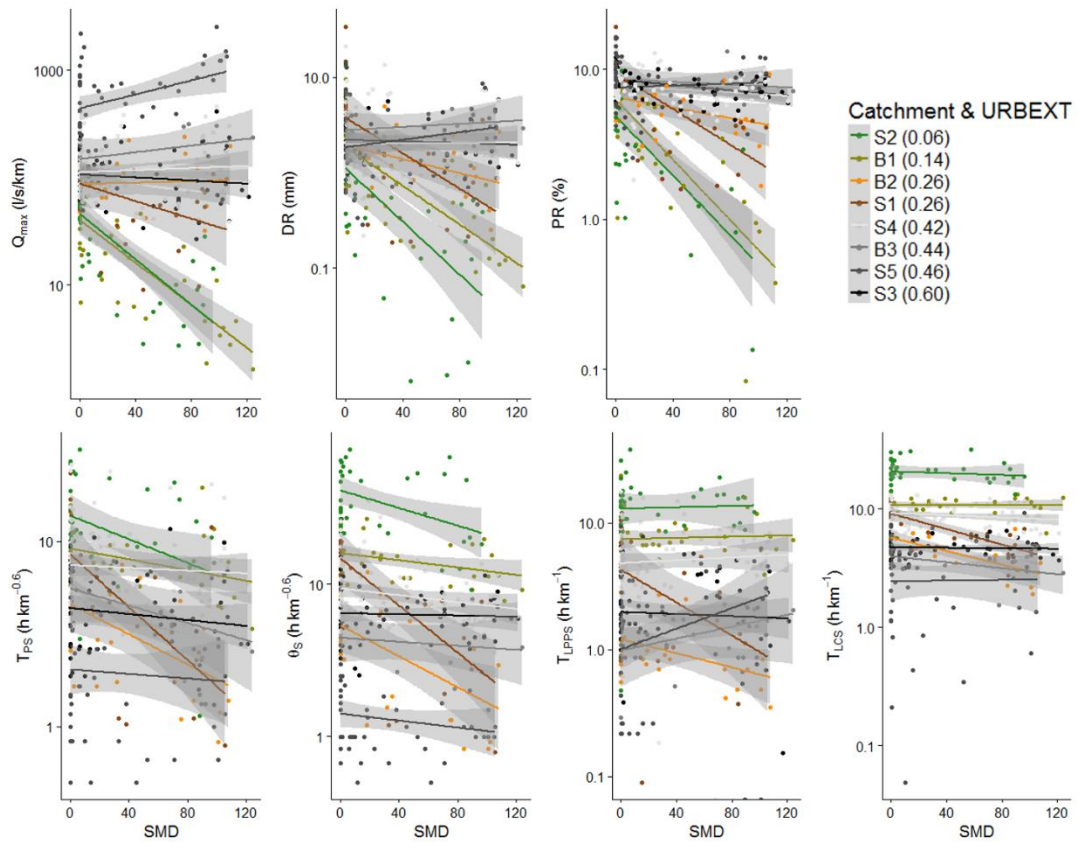 1000
10
Q_max (l/s/km)
0 40 80 120
10.0
0.1
DR (mm)
0 40 80 120
10.0
1.0
0.1
PR (%)
0 40 80 120
Catchment & URBEXT
S2 (0.06)
B1 (0.14)
B2 (0.26)
S1 (0.26)
S4 (0.42)
B3 (0.44)
S5 (0.46)
S3 (0.60)
10
1
T_PS (h km^−0.6)
0 40 80 120
SMD
10
1
θ_S (h km^−0.6)
0 40 80 120
SMD
10.0
1.0
0.1
T_LPPS (h km^−1)
0 40 80 120
SMD
10.0
1.0
0.1
T_LCS (h km^−1)
0 40 80 120
SMD